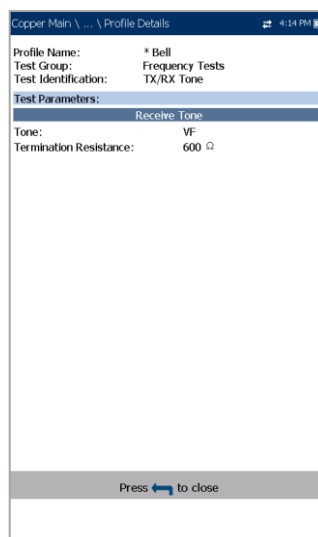 Copper Main \ ... \ Profile Details 4:14 PM
Profile Name: * Bell
Test Group: Frequency Tests
Test Identification: TX/RX Tone
Test Parameters:
Receive Tone
Tone: VF
Termination Resistance: 600 Ω
Press to close